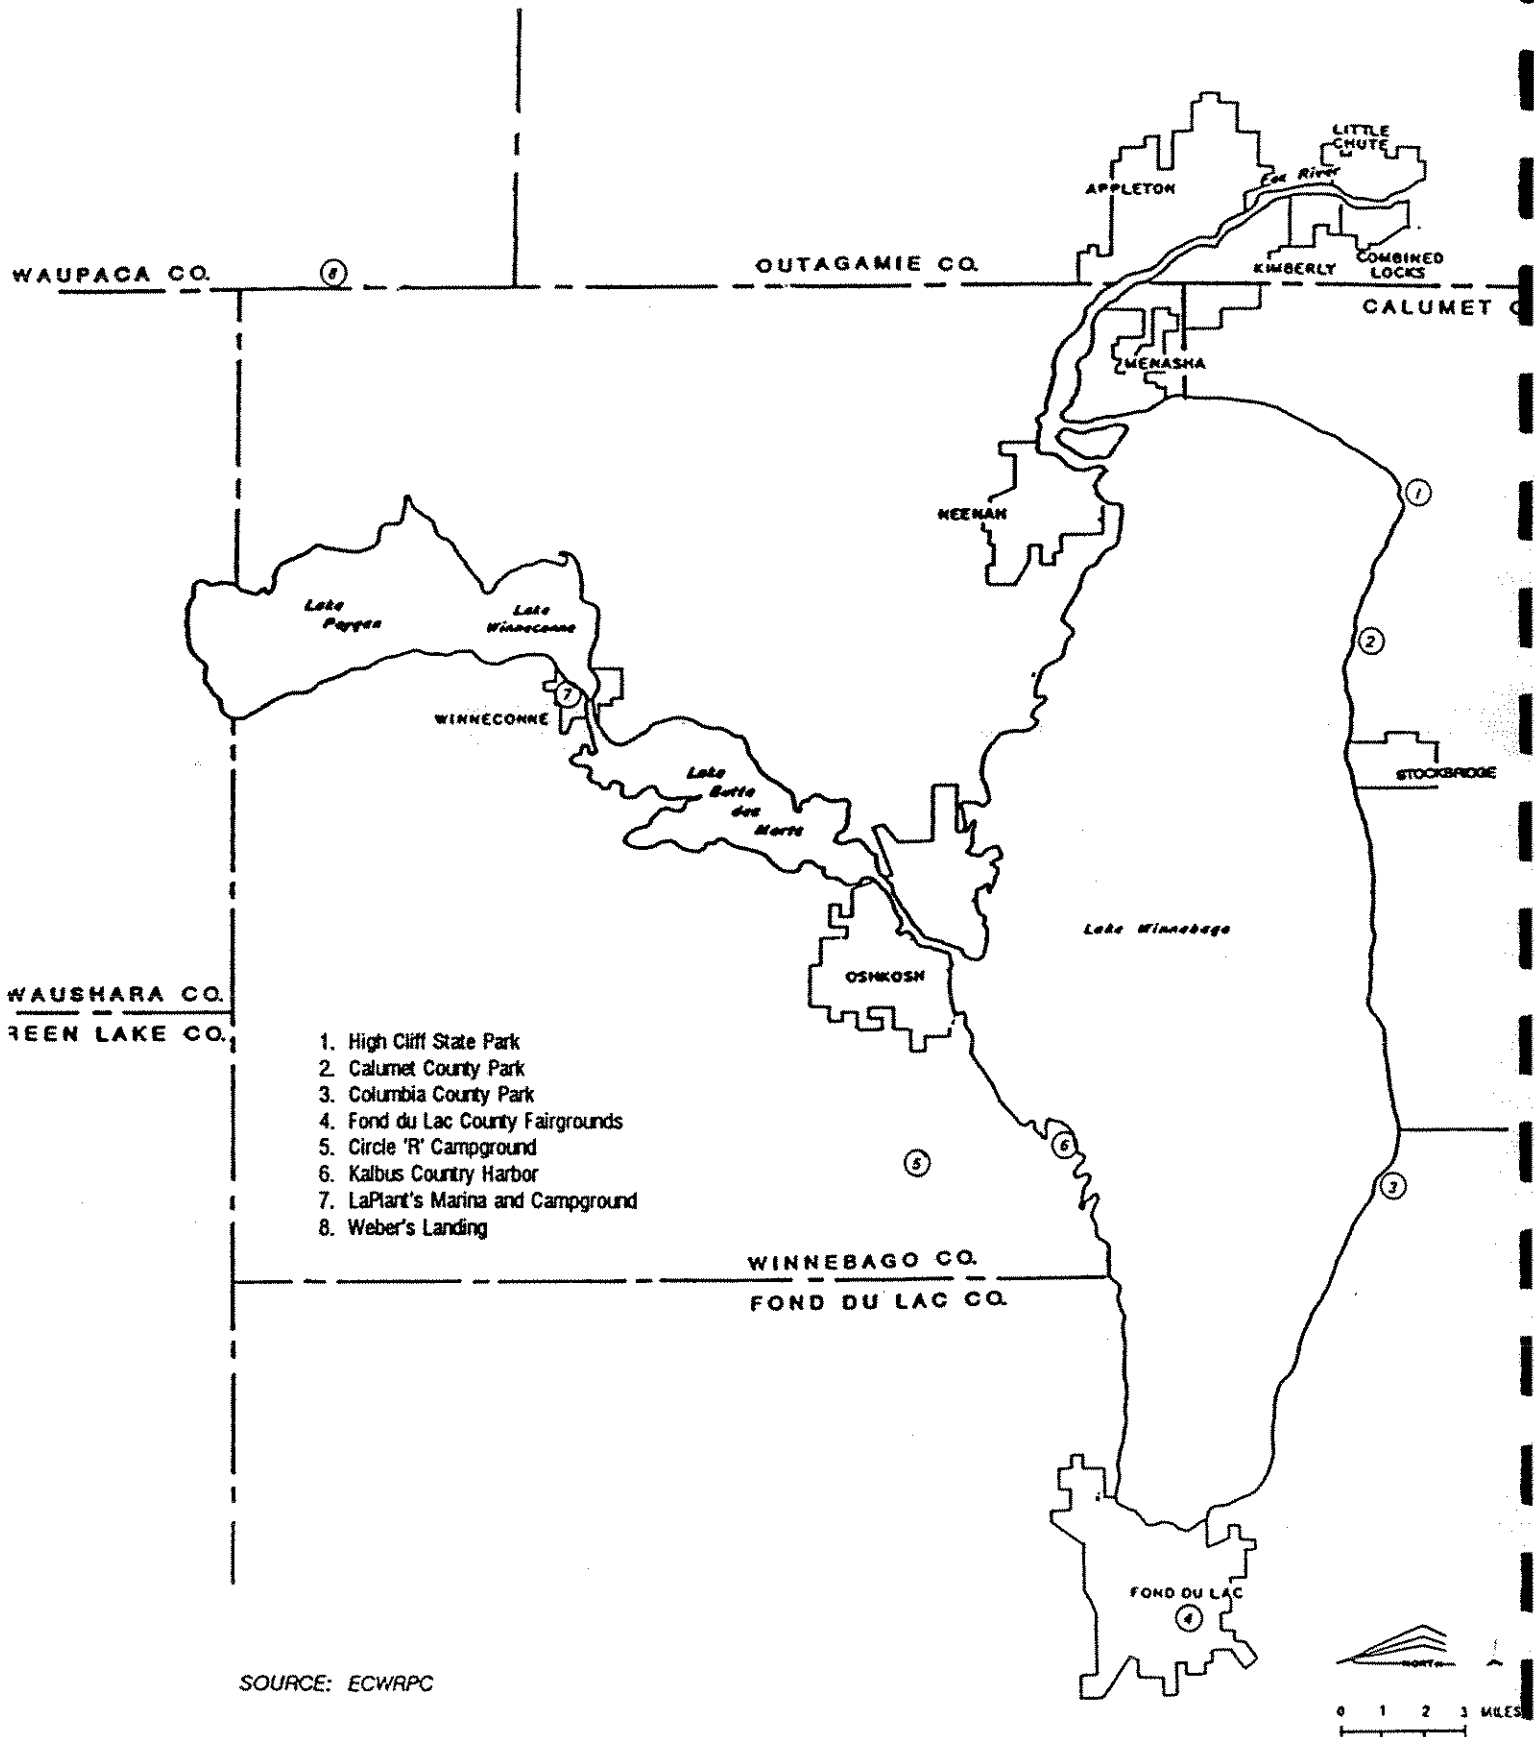 LITTLE
CHUTE
Fox River
APPLETON
WAUPACA CO.
8
OUTAGAMIE CO.
KIMBERLY
COMBINED
LOCKS
CALUMET
MENASHA
1
NEENAH
Lake
Poygan
Lake
Winneconne
2
7
WINNECONNE
STOCKBRIDGE
Lake
Butte
des
Morts
Lake Winnebago
OSHKOSH
WAUSHARA CO.
REEN LAKE CO.
1. High Cliff State Park
2. Calumet County Park
3. Columbia County Park
4. Fond du Lac County Fairgrounds
5. Circle 'R' Campground
6. Kalbus Country Harbor
7. LaPlant's Marina and Campground
8. Weber's Landing
6
5
3
WINNEBAGO CO.
FOND DU LAC CO.
FOND DU LAC
4
NORTH
SOURCE: ECWRPC
0 1 2 3 MILES